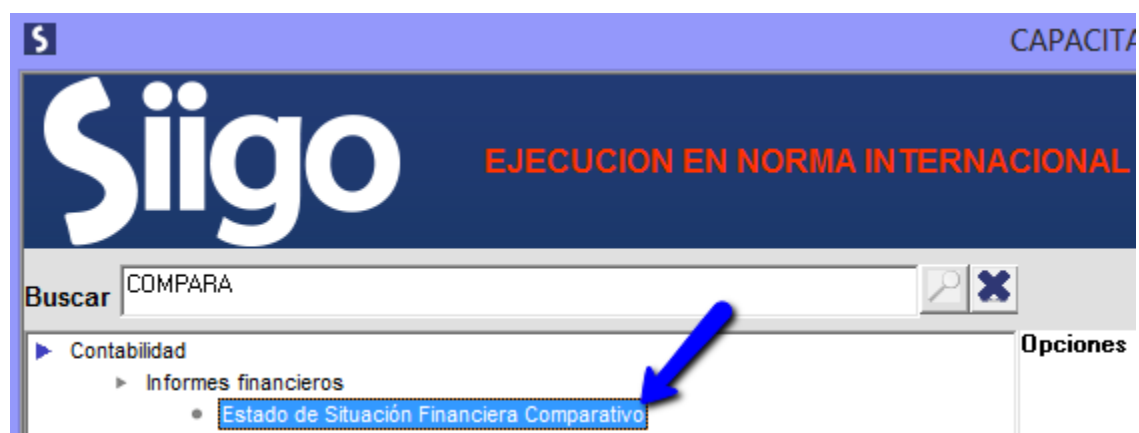 S
CAPACITA
Siigo
EJECUCION EN NORMA INTERNACIONAL
Buscar COMPARA
Contabilidad
Opciones
Informes financieros
Estado de Situación Financiera Comparativo